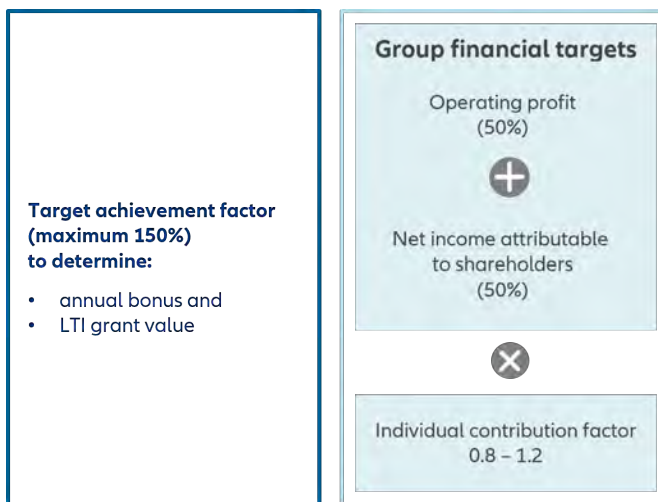 Target achievement factor
(maximum 150%)
to determine:
• annual bonus and
• LTI grant value
Group financial targets
Operating profit
(50%)
+
Net income attributable
to shareholders
(50%)
×
Individual contribution factor
0.8 – 1.2